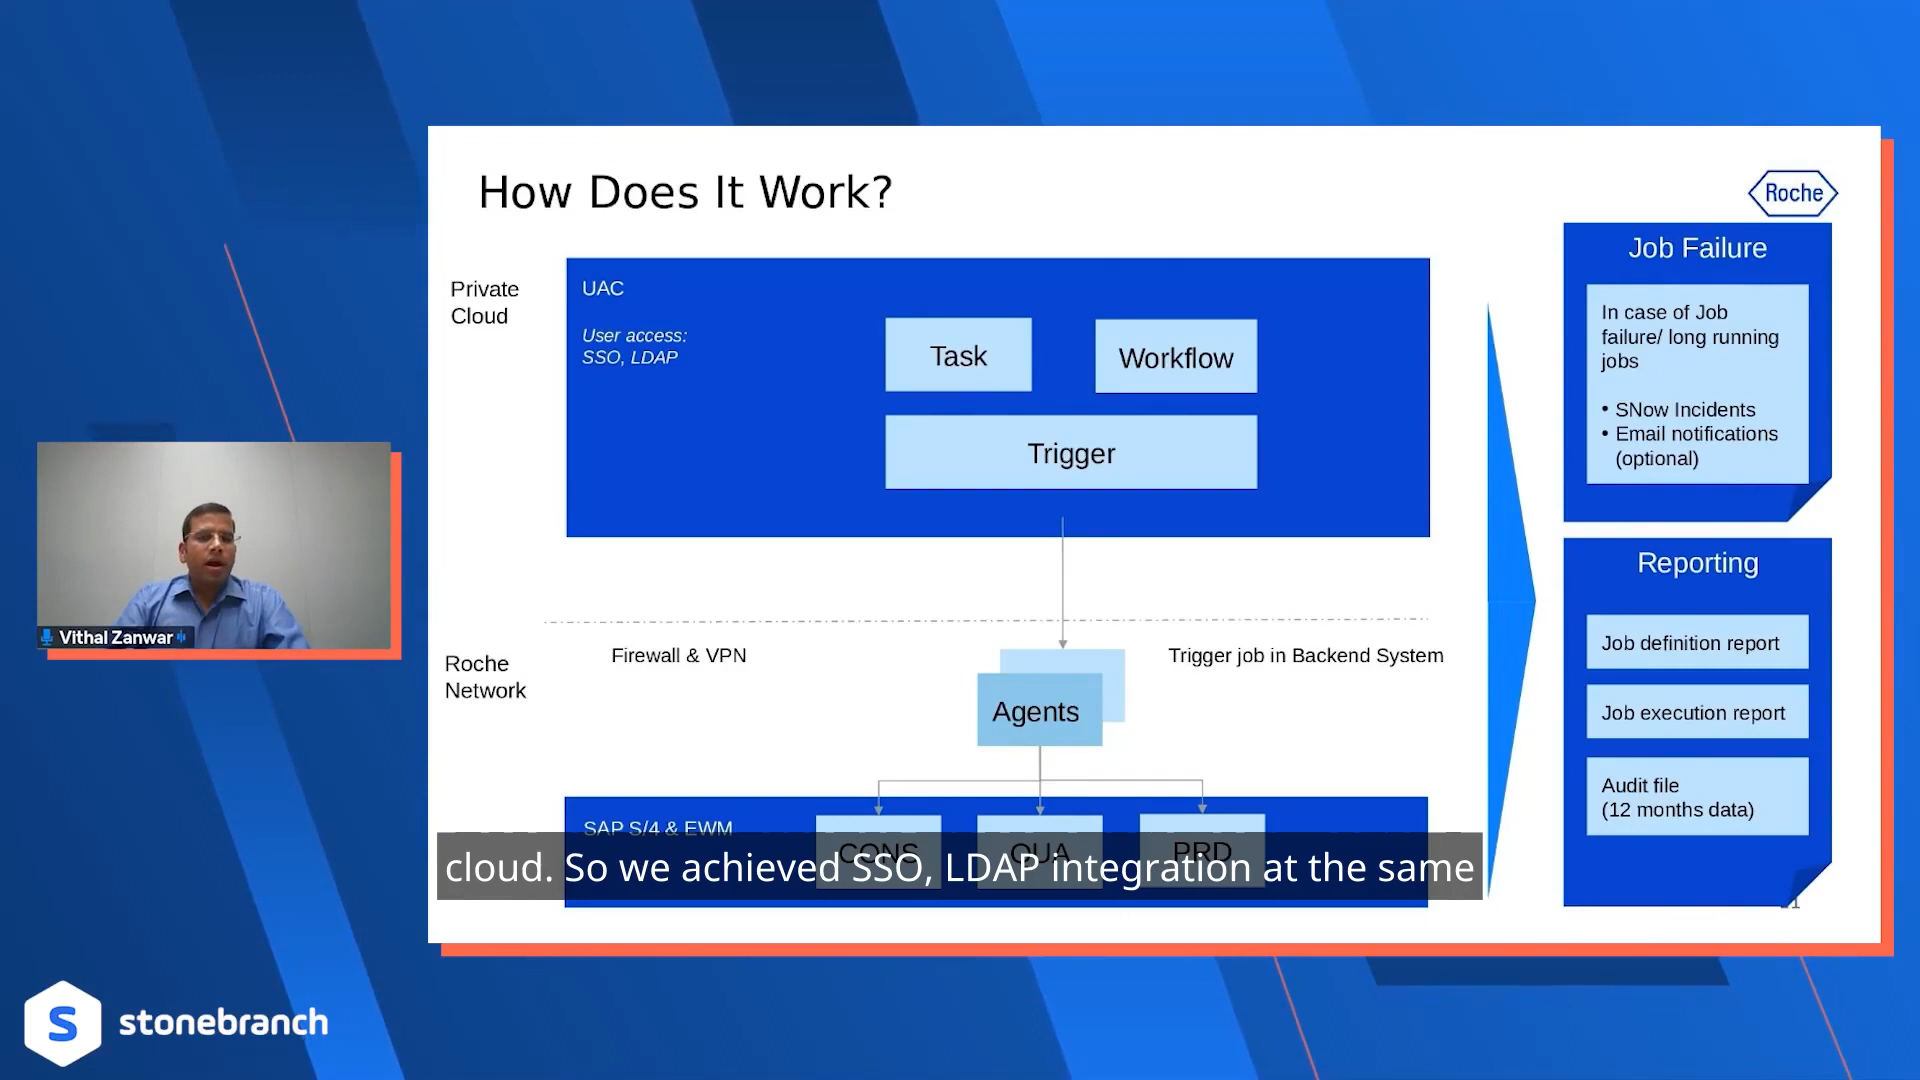 How Does It Work?
Roche
Private
Cloud
UAC
User access:
SSO, LDAP
Task
Workflow
Trigger
Roche
Network
Firewall & VPN
Trigger job in Backend System
Agents
SAP S/4 & EWM
CONS
QUA
PRD
cloud. So we achieved SSO, LDAP integration at the same
Job Failure
In case of Job
failure/ long running
jobs
• SNow Incidents
• Email notifications
(optional)
Reporting
Job definition report
Job execution report
Audit file
(12 months data)
Vithal Zanwar
S stonebranch